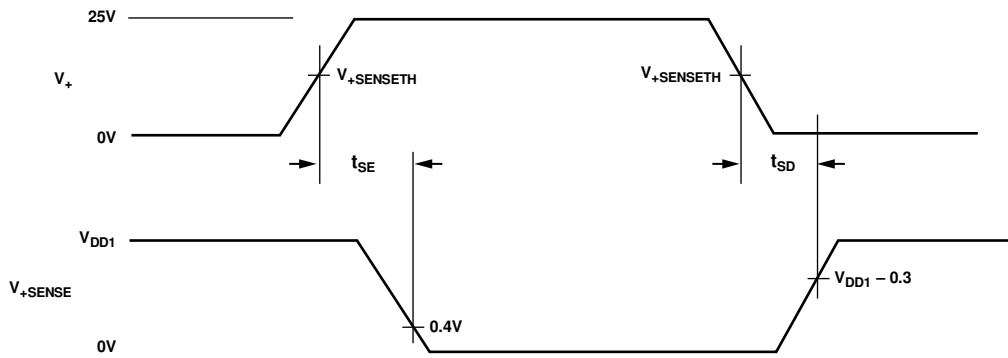 25V
V+
V+SENSETH
V+SENSETH
0V
tSE
tSD
VDD1
V+SENSE
VDD1 – 0.3
0.4V
0V